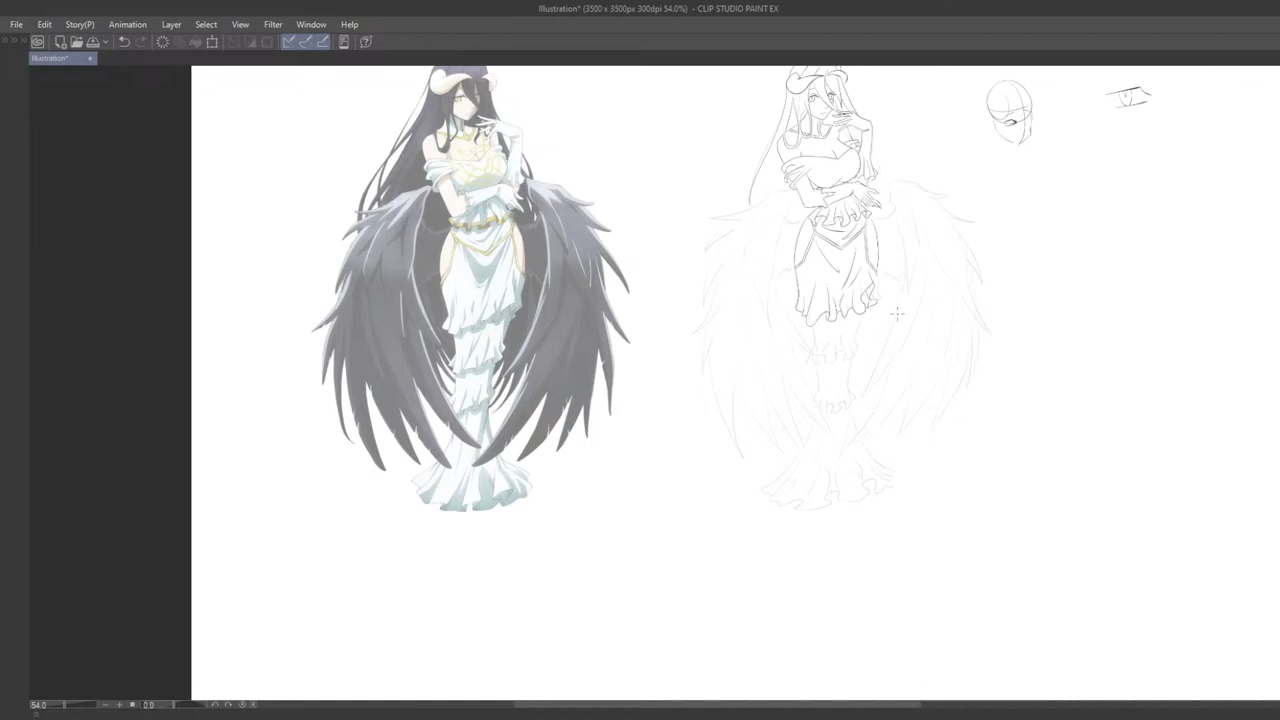 Illustration* (3500 x 3500px 300dpi 54.0%) - CLIP STUDIO PAINT EX
File Edit Story(P) Animation Layer Select View Filter Window Help
Illustration*
54.0
0.0